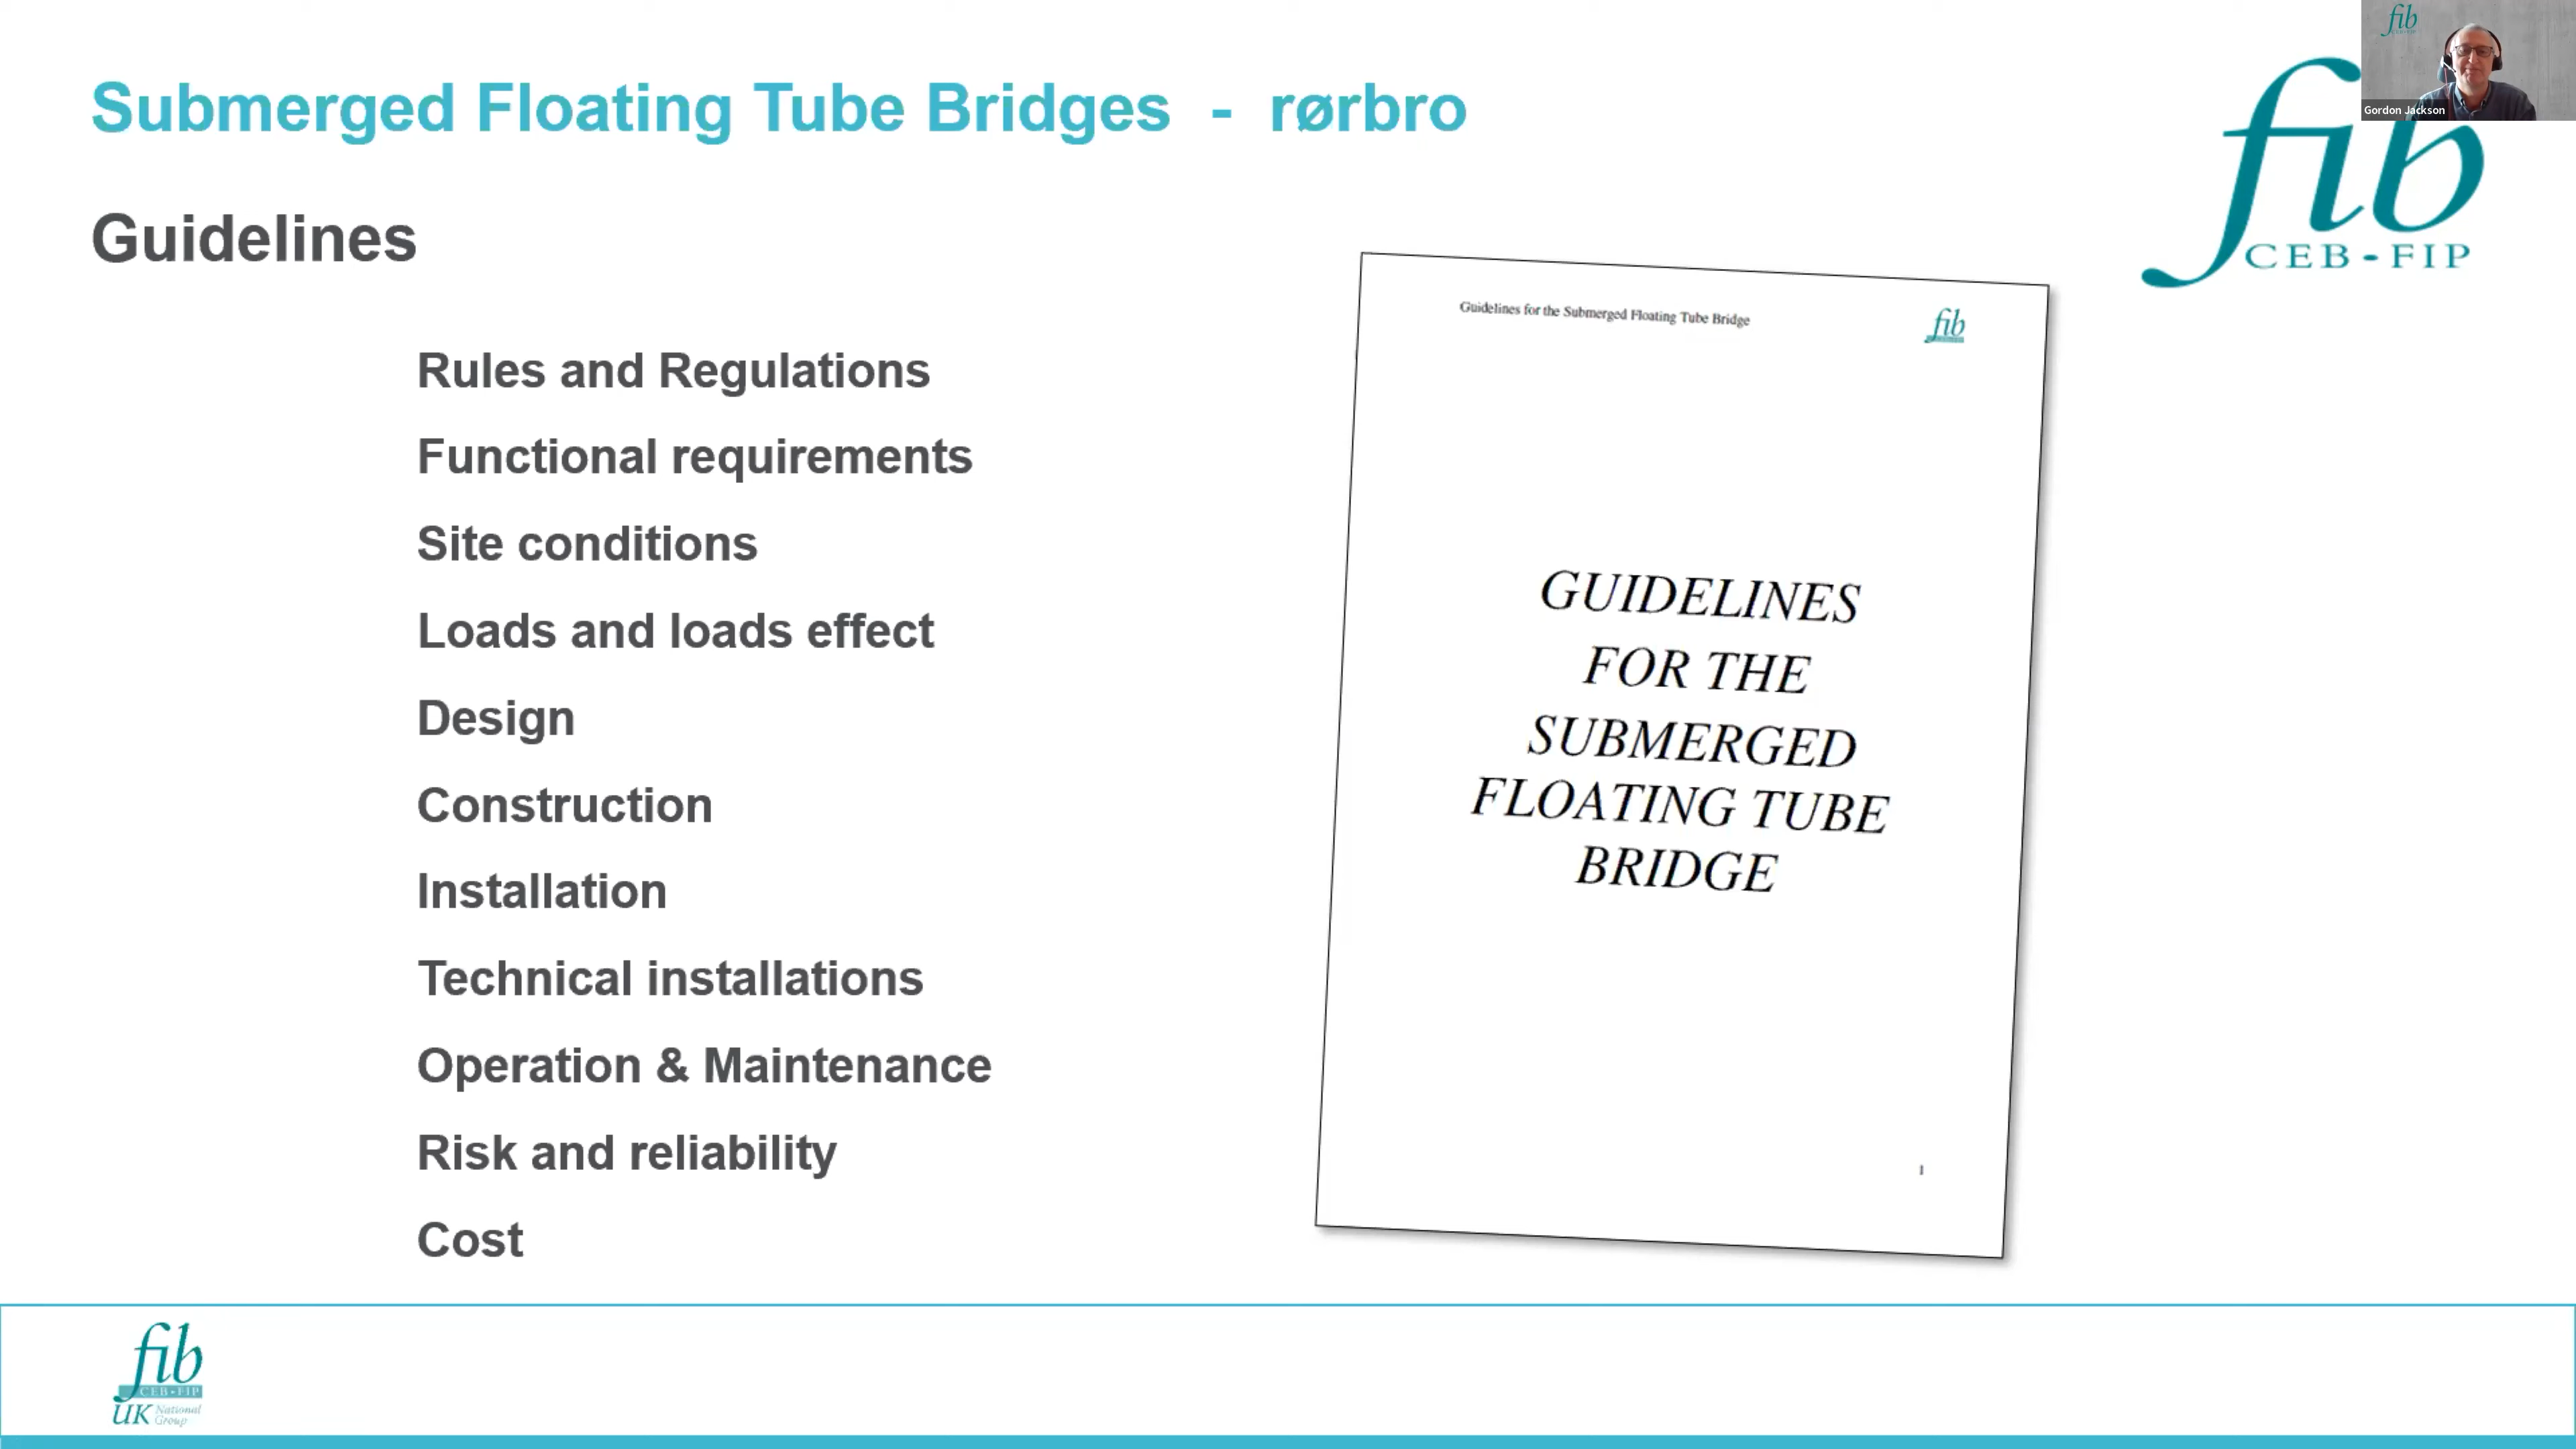 fib
CEB-FIP
Gordon Jackson
Submerged Floating Tube Bridges - rørbro
fib
CEB - FIP
Guidelines
Rules and Regulations
Functional requirements
Site conditions
Loads and loads effect
Design
Construction
Installation
Technical installations
Operation & Maintenance
Risk and reliability
Cost
Guidelines for the Submerged Floating Tube Bridge
fib
GUIDELINES
FOR THE
SUBMERGED
FLOATING TUBE
BRIDGE
fib
CEB-FIP
UK National
Group